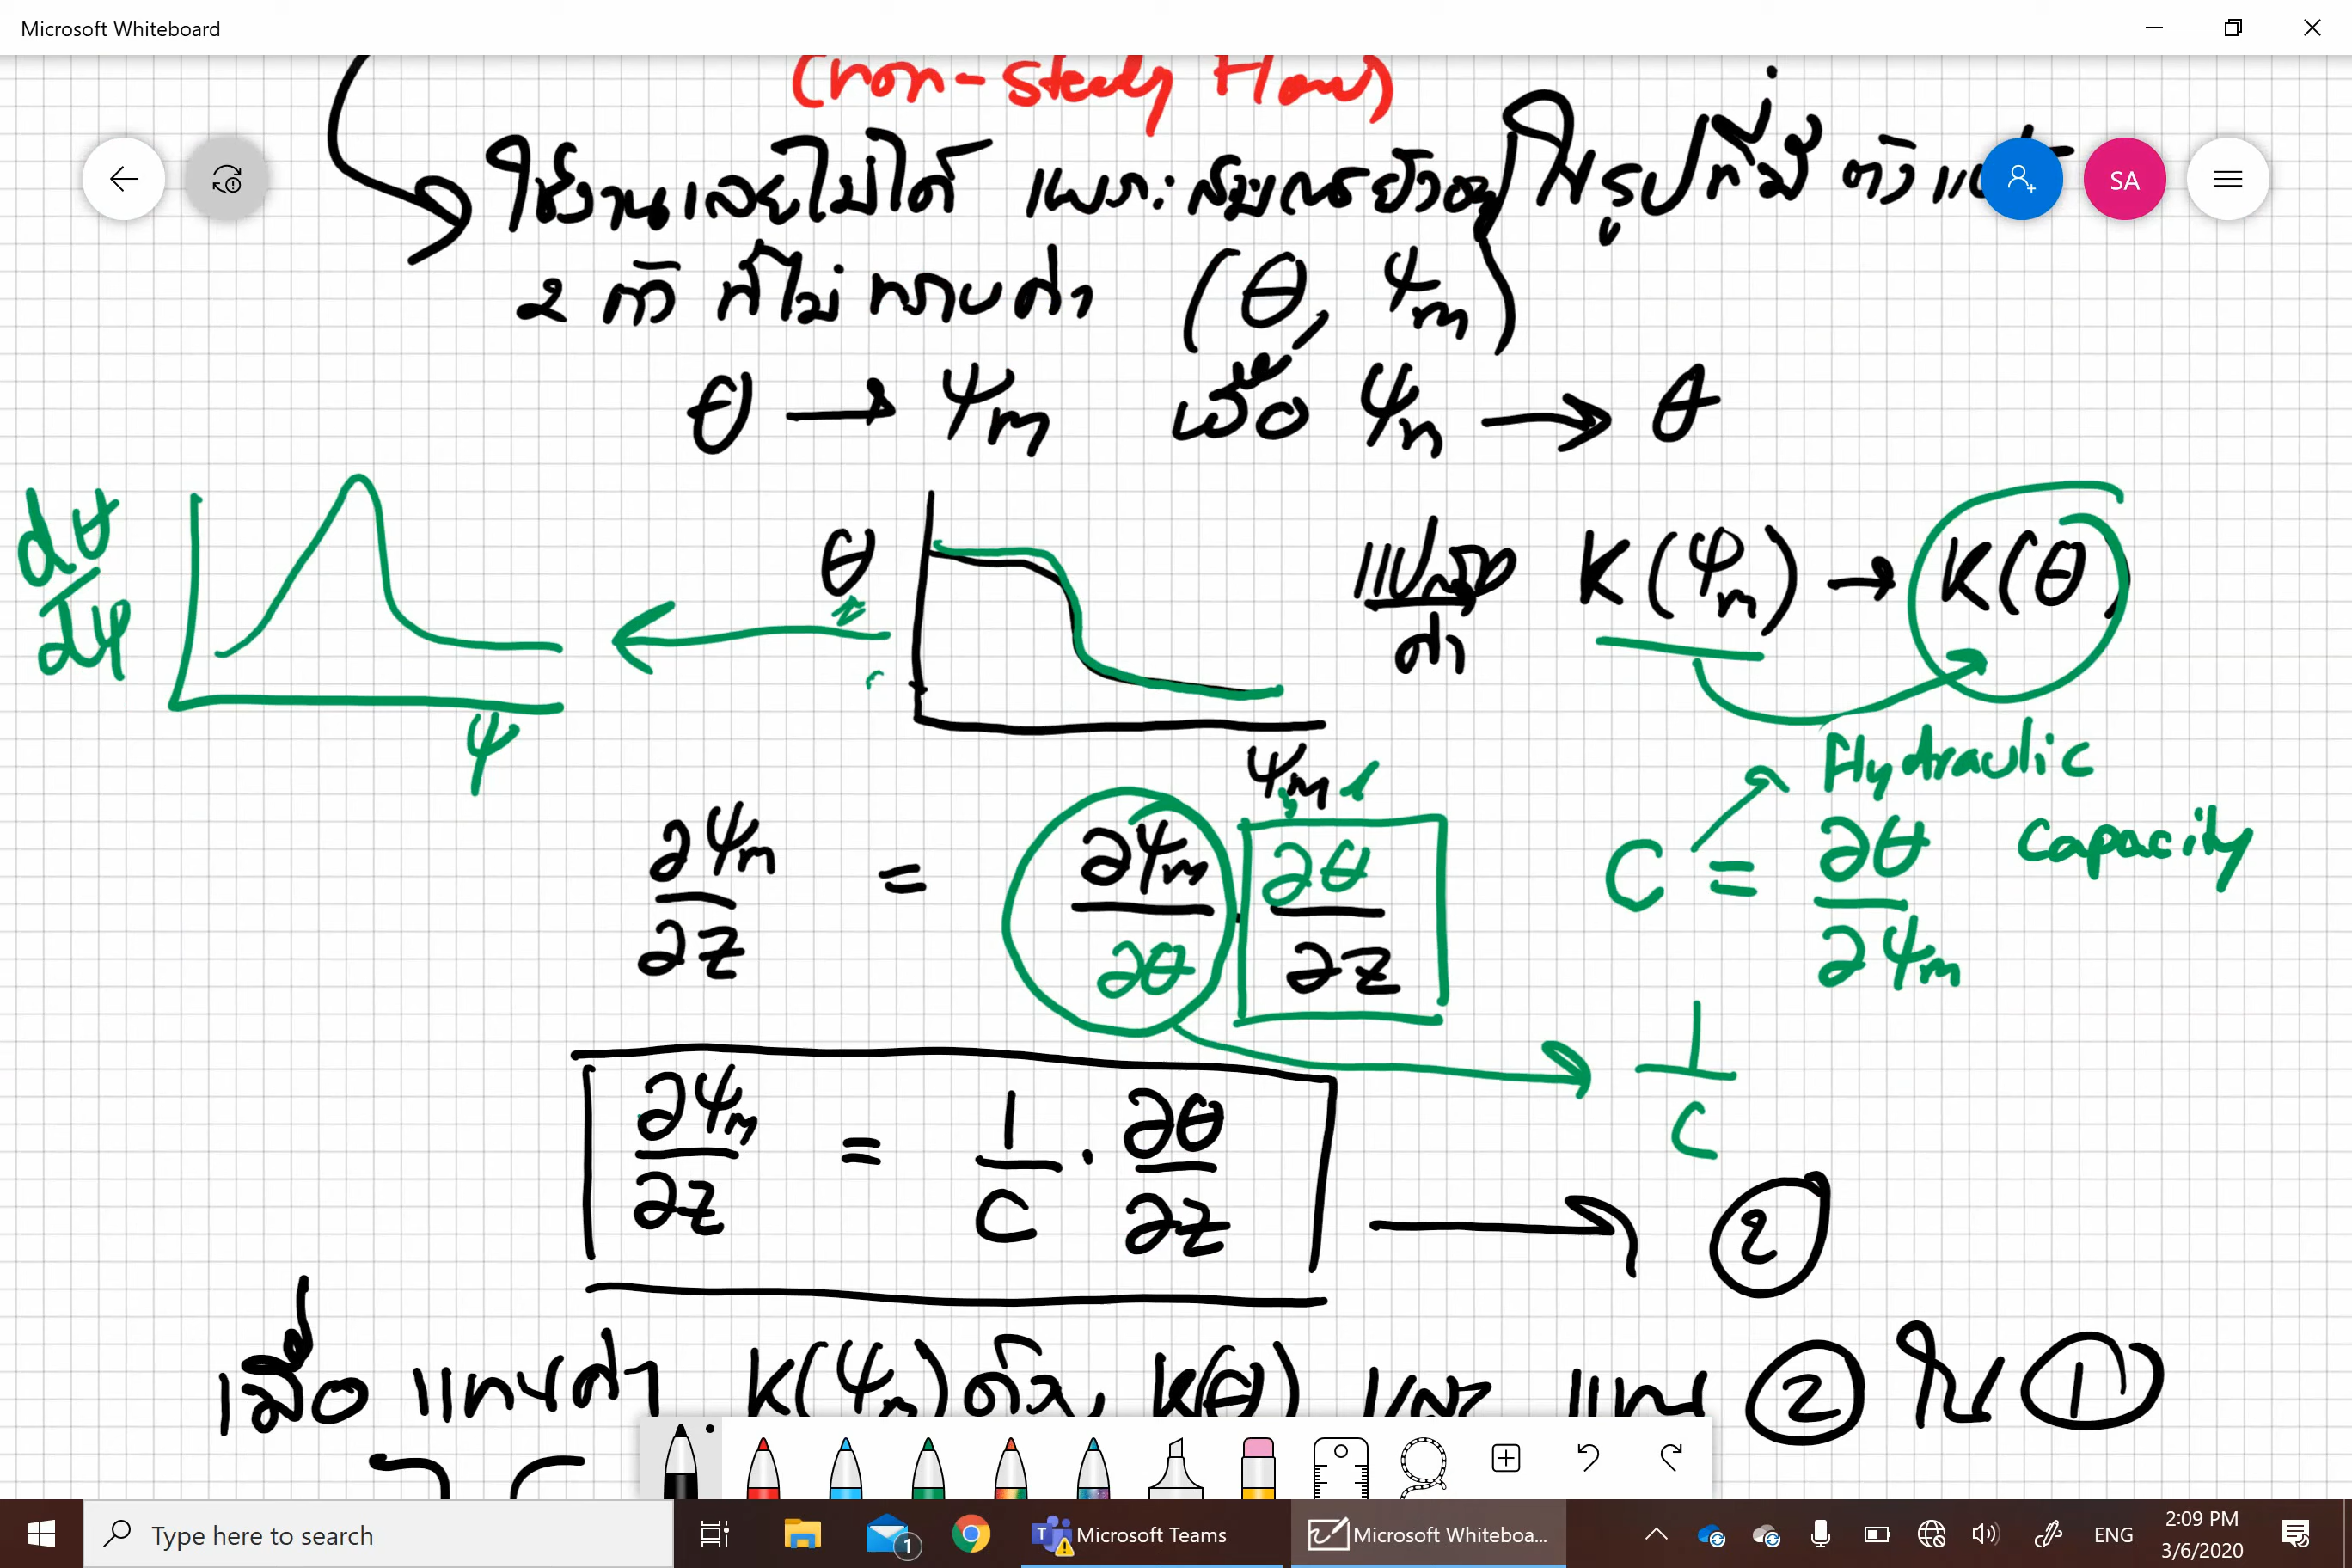 Microsoft Whiteboard
(non-steady flow)
ใช้งานเลยไม่ได้ เพราะสมการยังอยู่ในรูปที่มี ตัวแปร
SA
2 ตัว ที่ไม่ทราบค่า (θ, ψm)
θ → ψm หรือ ψm → θ
dθ/dψ
ψ
θ
ψm
แปลง K(ψm) → K(θ)
ค่า
Hydraulic
Capacity
C = ∂θ/∂ψm
∂ψm/∂z = ∂ψm/∂θ · ∂θ/∂z
1/C
∂ψm/∂z = 1/C · ∂θ/∂z → ②
เมื่อ แทนค่า K(ψm) ด้วย K(θ) และ แทน ② ใน ①
Type here to search
1
Microsoft Teams
Microsoft Whiteboa...
ENG
2:09 PM
3/6/2020